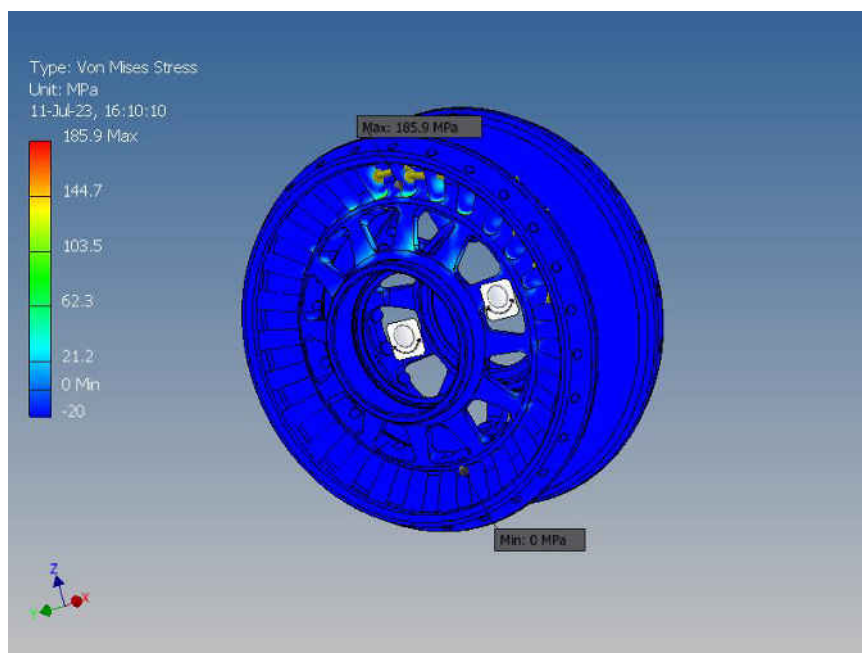 Type: Von Mises Stress
Unit: MPa
11-Jul-23, 16:10:10
185.9 Max
144.7
103.5
62.3
21.2
0 Min
-20
Max: 185.9 MPa
Min: 0 MPa
Z
Y
X